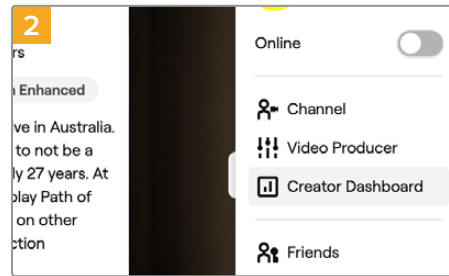 2
rs
Enhanced
ve in Australia.
to not be a
ly 27 years. At
play Path of
on other
ction
Online
Channel
Video Producer
Creator Dashboard
Friends